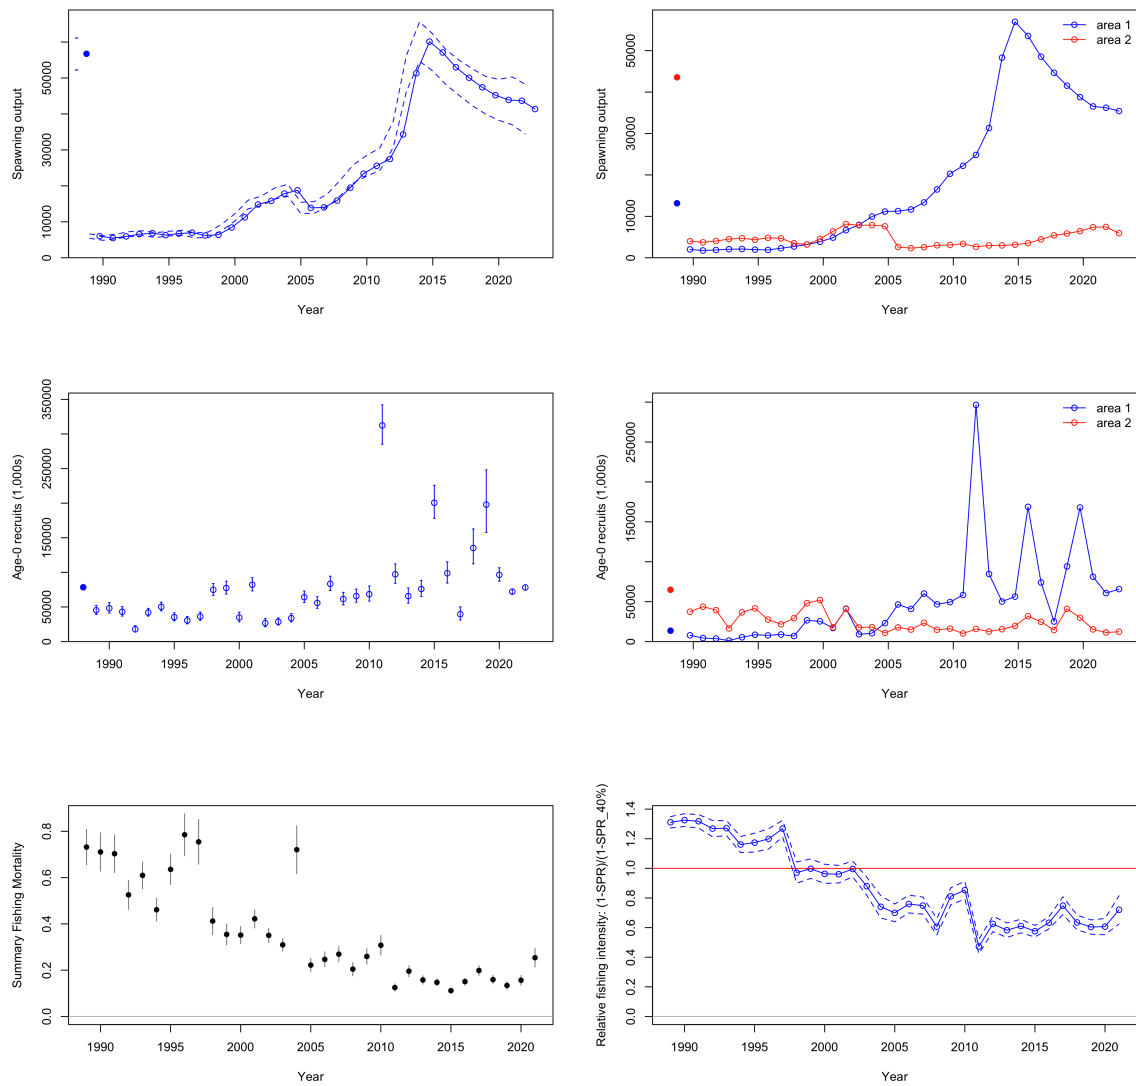 Spawning output
0 10000 30000 50000
1990 1995 2000 2005 2010 2015 2020
Year
Spawning output
0 10000 30000 50000
area 1
area 2
1990 1995 2000 2005 2010 2015 2020
Year
Age-0 recruits (1,000s)
0 50000 150000 250000 350000
1990 1995 2000 2005 2010 2015 2020
Year
Age-0 recruits (1,000s)
0 50000 150000 250000
area 1
area 2
1990 1995 2000 2005 2010 2015 2020
Year
Summary Fishing Mortality
0.0 0.2 0.4 0.6 0.8
1990 1995 2000 2005 2010 2015 2020
Year
Relative fishing intensity: (1-SPR)/(1-SPR_40%)
0.0 0.2 0.4 0.6 0.8 1.0 1.2 1.4
1990 1995 2000 2005 2010 2015 2020
Year